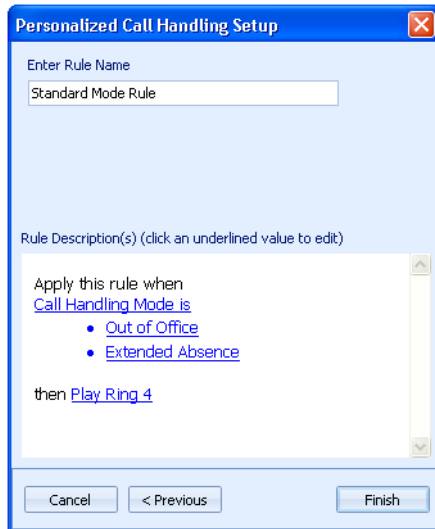 Personalized Call Handling Setup
Enter Rule Name
Standard Mode Rule
Rule Description(s) (click an underlined value to edit)
Apply this rule when
Call Handling Mode is
• Out of Office
• Extended Absence
then Play Ring 4
Cancel < Previous Finish